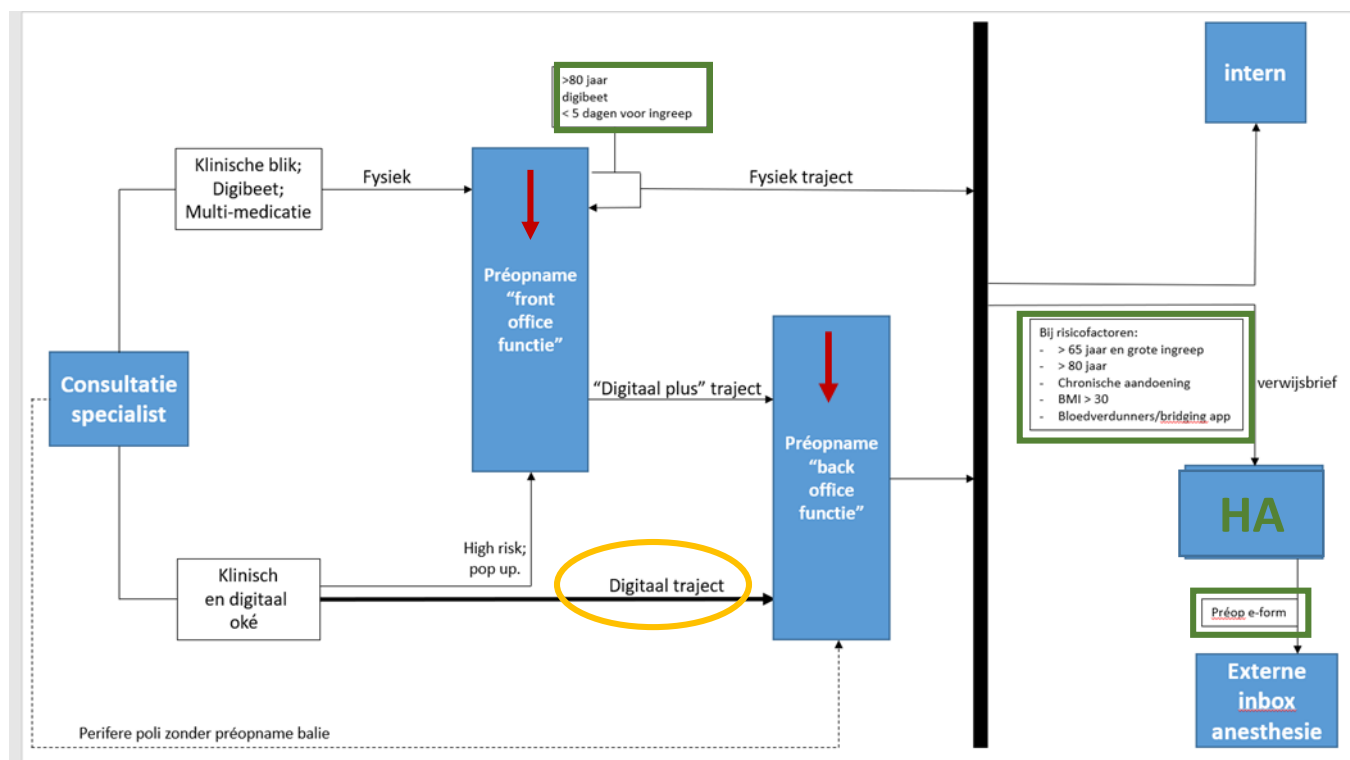 >80 jaar
digibeet
< 5 dagen voor ingreep
intern
Klinische blik;
Digibeet;
Multi-medicatie
Fysiek
Fysiek traject
Préopname
“front
office
functie”
Bij risicofactoren:
- > 65 jaar en grote ingreep
- > 80 jaar
- Chronische aandoening
- BMI > 30
- Bloedverdunners/bridging app
verwijsbrief
Consultatie
specialist
“Digitaal plus” traject
Préopname
“back
office
functie”
HA
High risk;
pop up.
Klinisch
en digitaal
oké
Digitaal traject
Préop e-form
Externe
inbox
anesthesie
Perifere poli zonder préopname balie